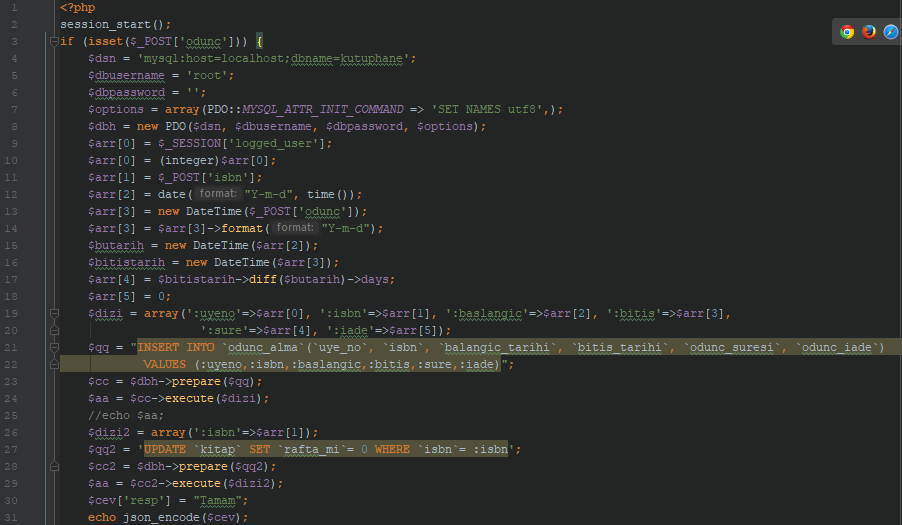 1 <?php
2 session_start();
3 if (isset($_POST['odunc'])) {
4 $dsn = 'mysql:host=localhost;dbname=kutuphane';
5 $dbusername = 'root';
6 $dbpassword = '';
7 $options = array(PDO::MYSQL_ATTR_INIT_COMMAND => 'SET NAMES utf8',);
8 $dbh = new PDO($dsn, $dbusername, $dbpassword, $options);
9 $arr[0] = $_SESSION['logged_user'];
10 $arr[0] = (integer)$arr[0];
11 $arr[1] = $_POST['isbn'];
12 $arr[2] = date( format: "Y-m-d", time());
13 $arr[3] = new DateTime($_POST['odunc']);
14 $arr[3] = $arr[3]->format( format: "Y-m-d");
15 $butarih = new DateTime($arr[2]);
16 $bitistarih = new DateTime($arr[3]);
17 $arr[4] = $bitistarih->diff($butarih)->days;
18 $arr[5] = 0;
19 $dizi = array(':uyeno'=>$arr[0], ':isbn'=>$arr[1], ':baslangic'=>$arr[2], ':bitis'=>$arr[3],
20 ':sure'=>$arr[4], ':iade'=>$arr[5]);
21 $qq = "INSERT INTO `odunc_alma`(`uye_no`, `isbn`, `balangic_tarihi`, `bitis_tarihi`, `odunc_suresi`, `odunc_iade`)
22 VALUES (:uyeno,:isbn,:baslangic,:bitis,:sure,:iade)";
23 $cc = $dbh->prepare($qq);
24 $aa = $cc->execute($dizi);
25 //echo $aa;
26 $dizi2 = array(':isbn'=>$arr[1]);
27 $qq2 = 'UPDATE `kitap` SET `rafta_mi`= 0 WHERE `isbn`= :isbn';
28 $cc2 = $dbh->prepare($qq2);
29 $aa = $cc2->execute($dizi2);
30 $cev['resp'] = "Tamam";
31 echo json_encode($cev);